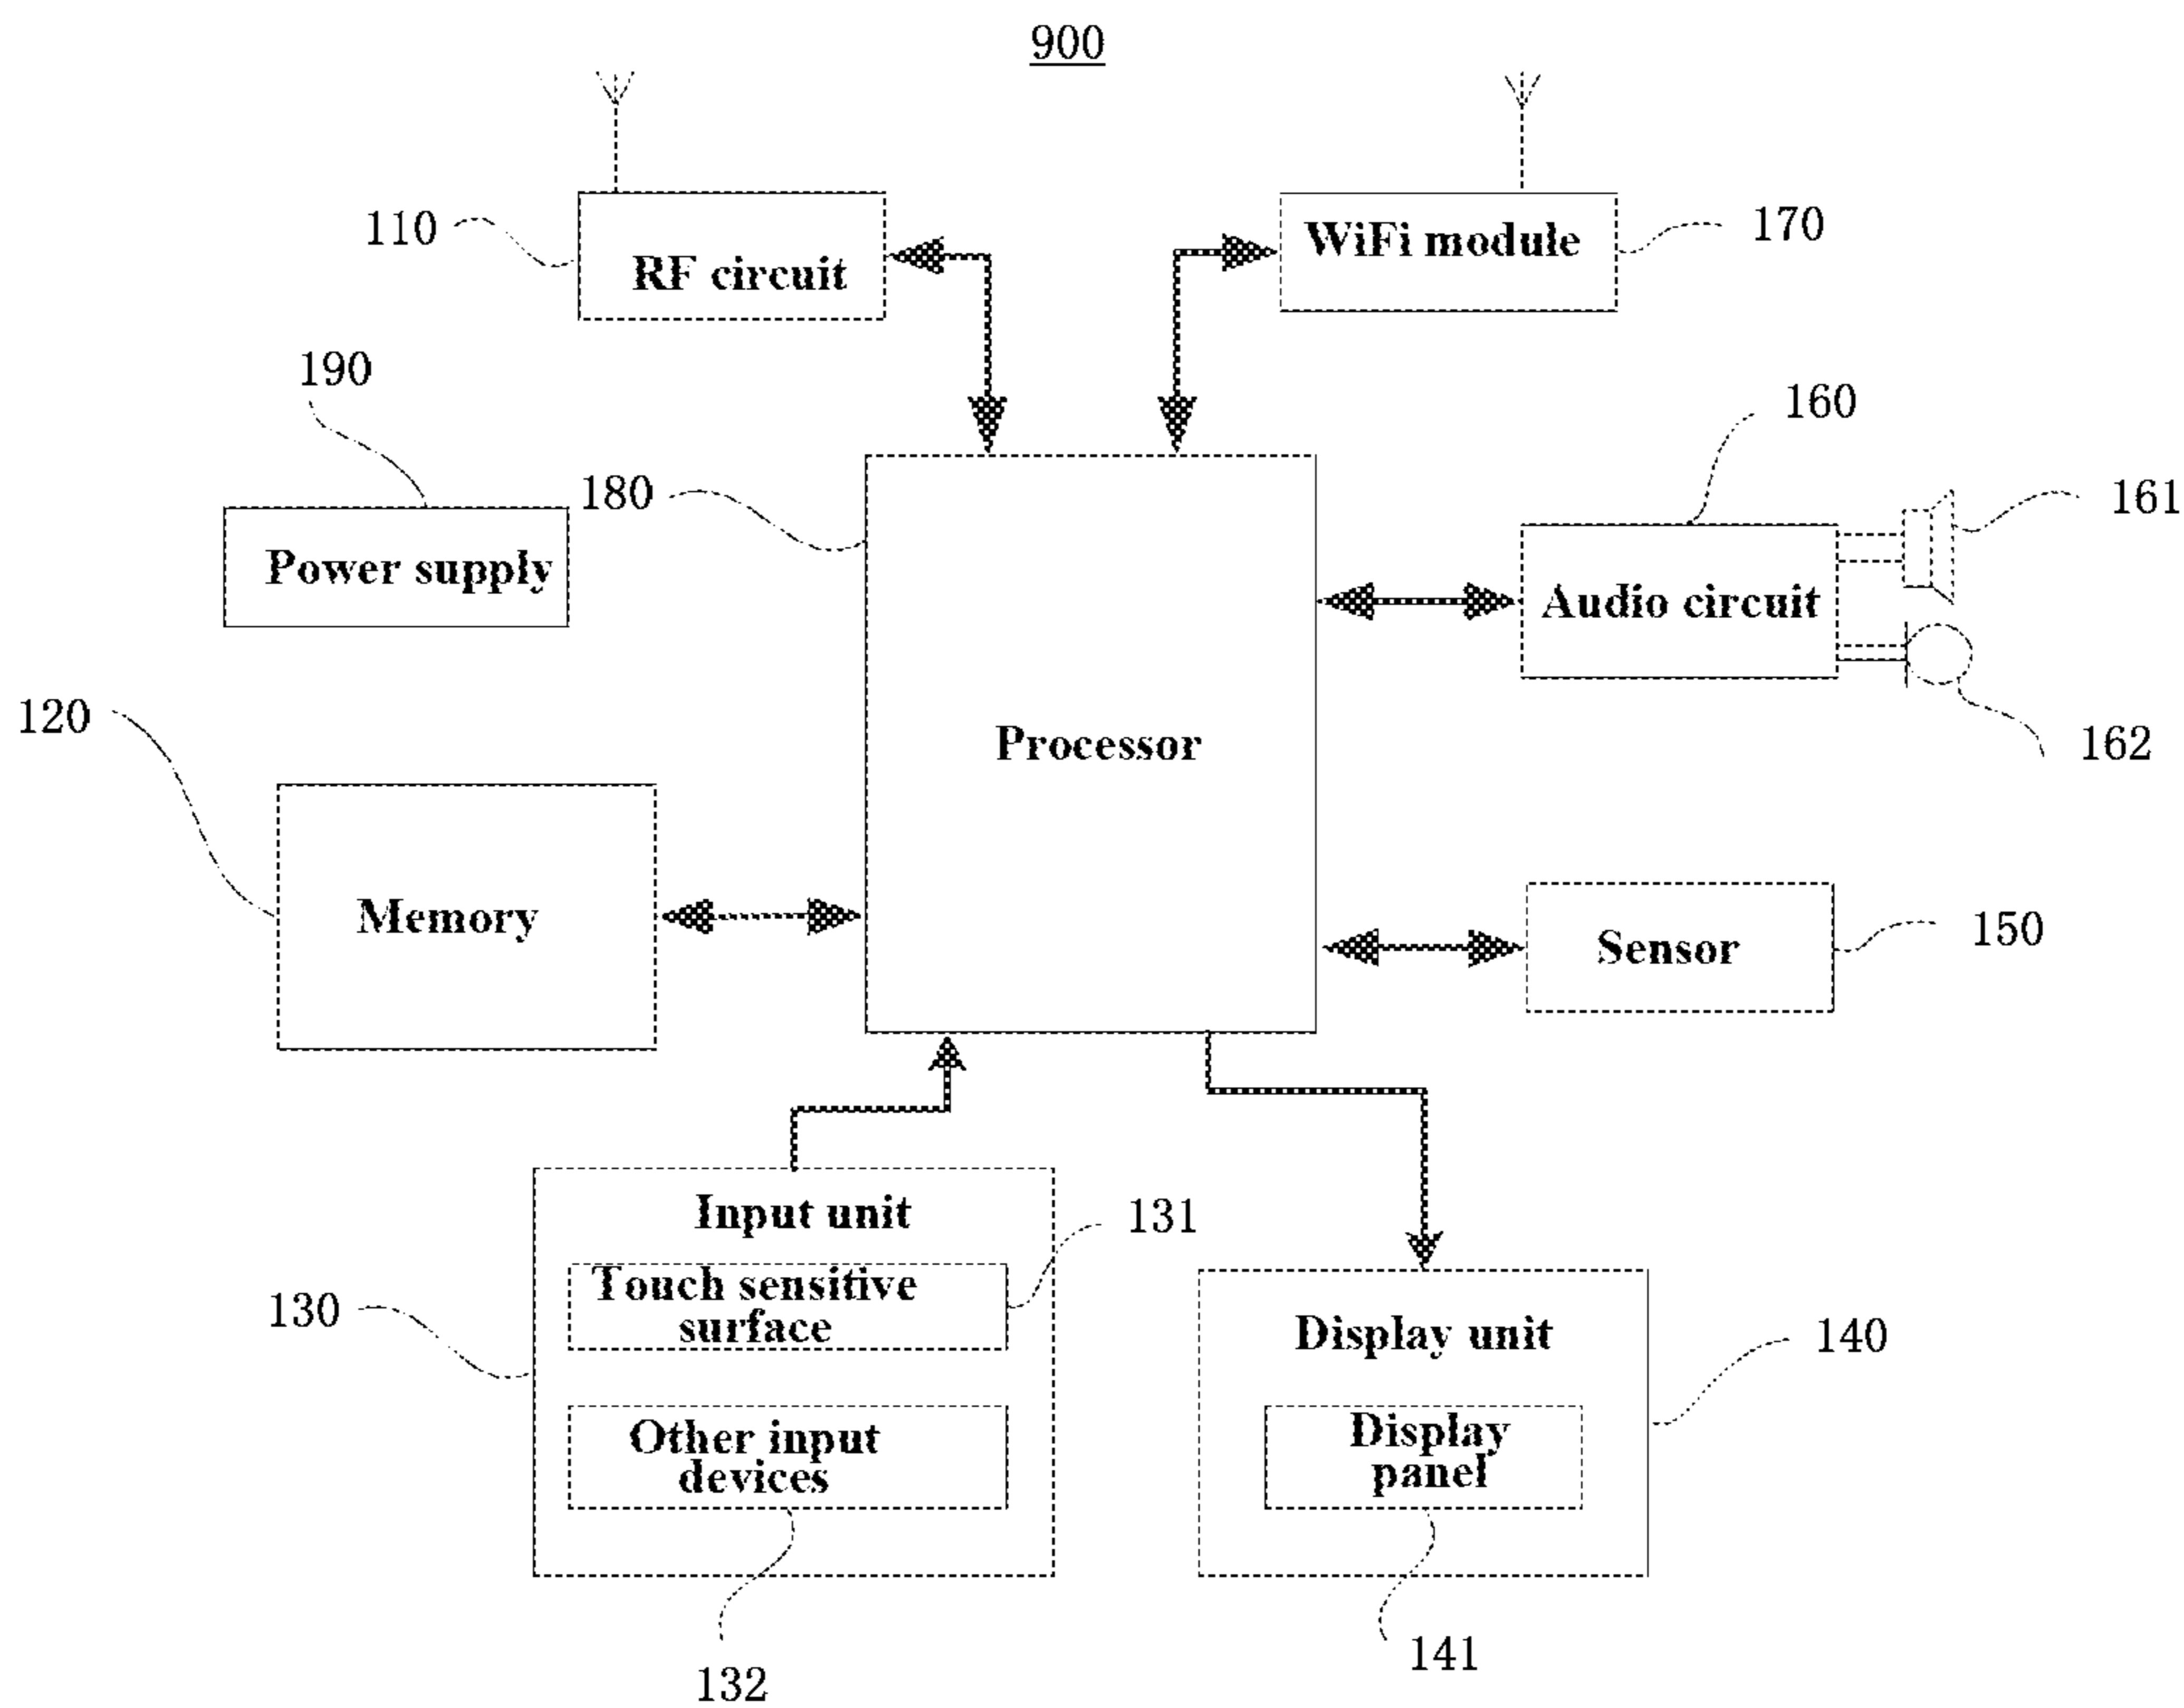 900
110
RF circuit
WiFi module
170
190
160
180
161
Power supply
Audio circuit
120
Processor
162
Memory
Sensor
150
Input unit
131
Touch sensitive
surface
130
Display unit
140
Other input
devices
Display
panel
141
132